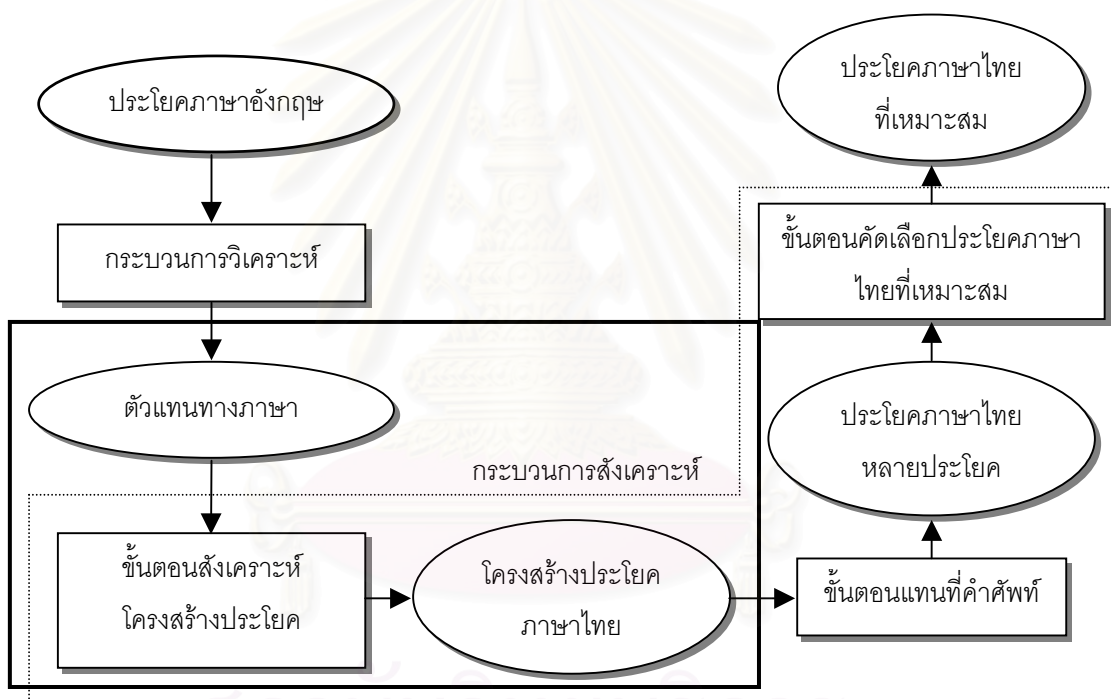 ประโยคภาษาอังกฤษ
กระบวนการวิเคราะห์
ตัวแทนทางภาษา
กระบวนการสังเคราะห์
ขั้นตอนสังเคราะห์
โครงสร้างประโยค
โครงสร้างประโยค
ภาษาไทย
ขั้นตอนแทนที่คำศัพท์
ประโยคภาษาไทย
หลายประโยค
ขั้นตอนคัดเลือกประโยคภาษา
ไทยที่เหมาะสม
ประโยคภาษาไทย
ที่เหมาะสม